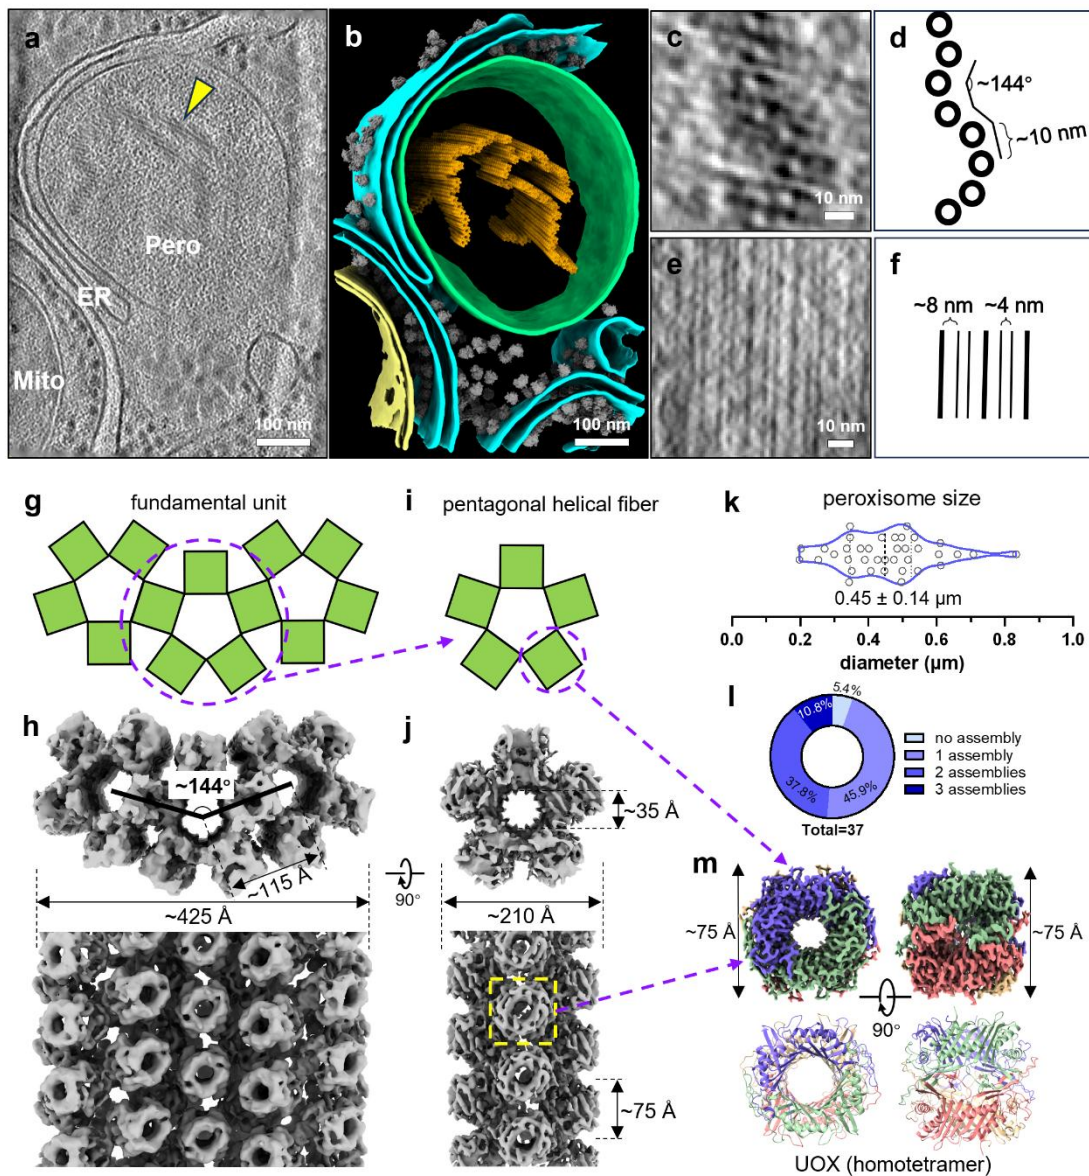 a
Pero
ER
Mito
100 nm
b
100 nm
c
10 nm
d
~144°
~10 nm
e
10 nm
f
~8 nm
~4 nm
g
fundamental unit
i
pentagonal helical fiber
k
peroxisome size
0.45 ± 0.14 µm
0.0
0.2
0.4
0.6
0.8
1.0
diameter (µm)
h
~144°
~115 Å
~425 Å
90°
j
~35 Å
~210 Å
~75 Å
l
5.4%
10.8%
37.8%
45.9%
Total=37
no assembly
1 assembly
2 assemblies
3 assemblies
m
~75 Å
~75 Å
90°
UOX (homotetramer)